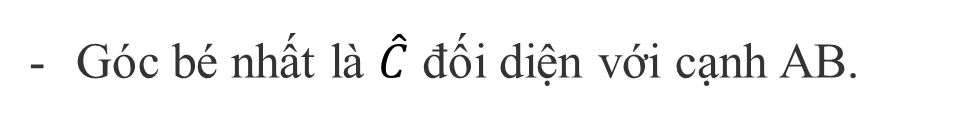 - Góc bé nhất là Ĉ đối diện với cạnh AB.